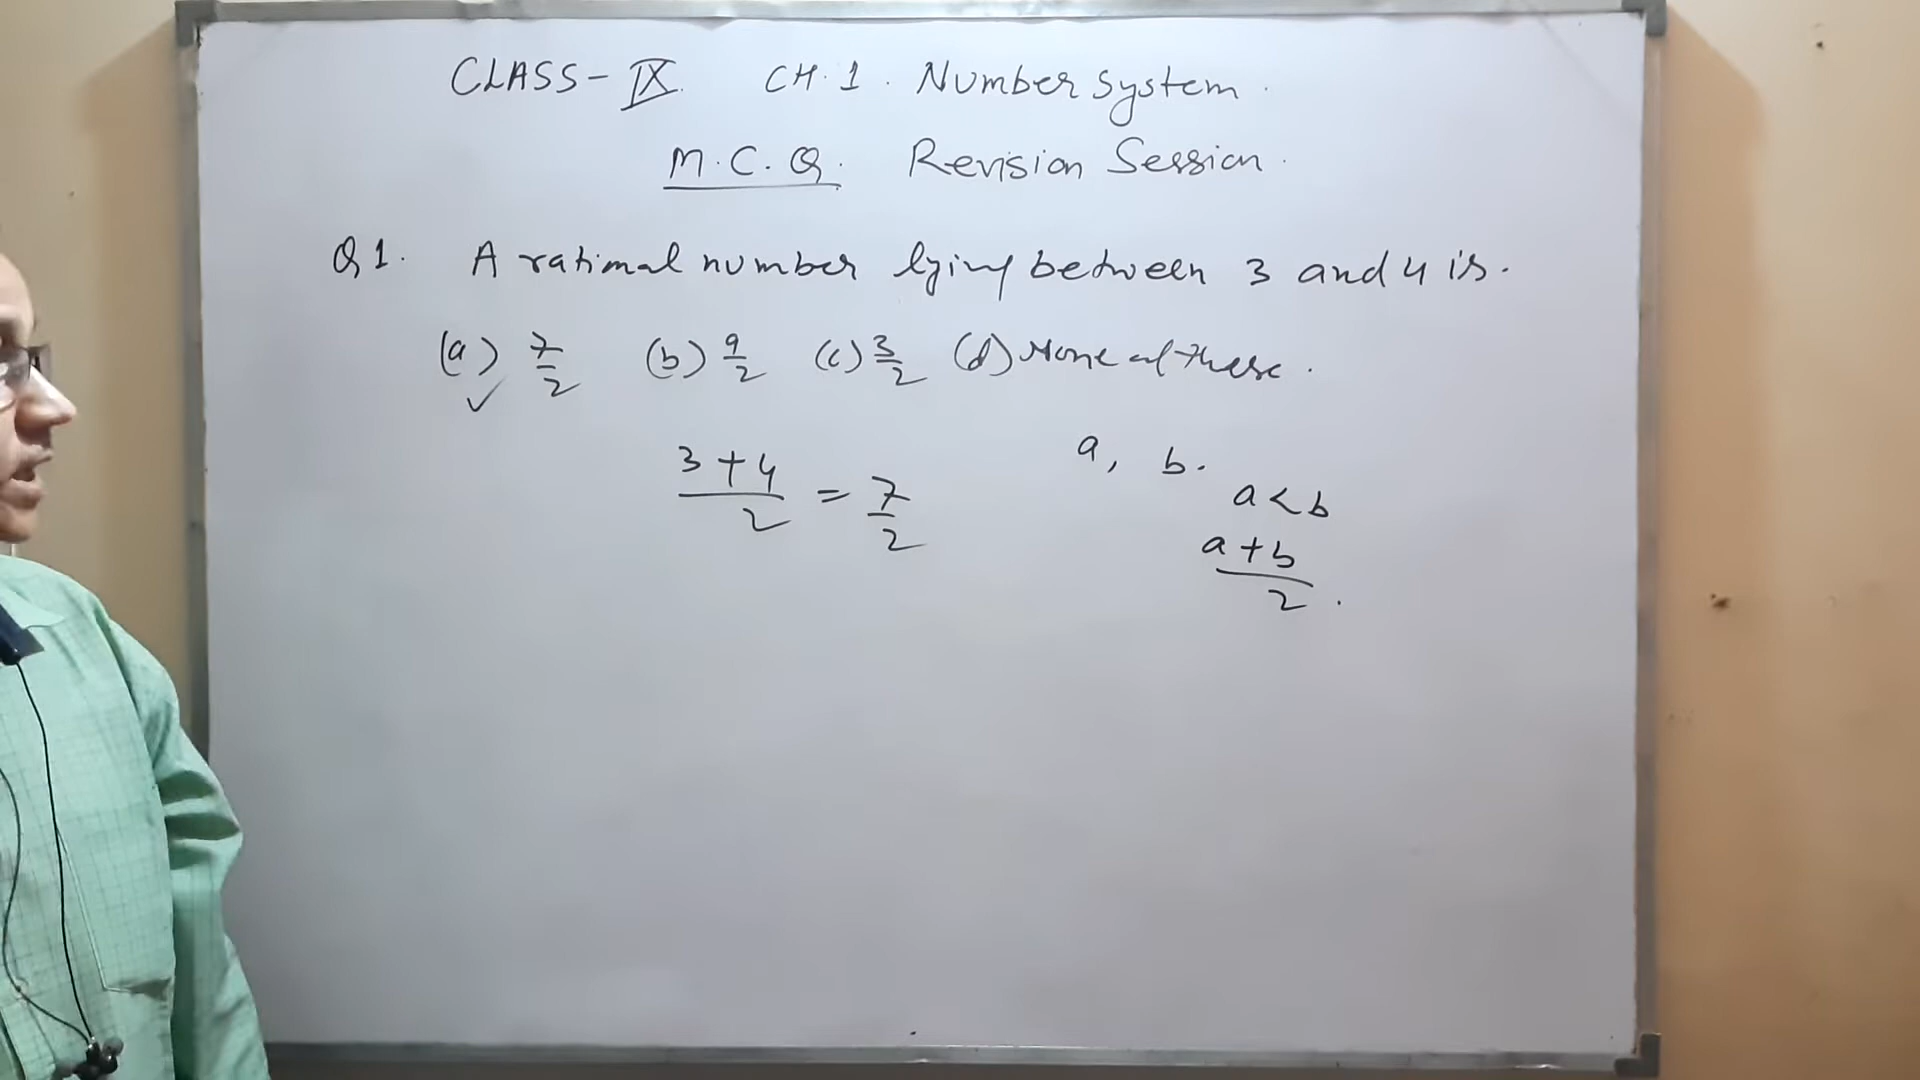 CLASS-IX. CH.1. Number System.
M.C.Q. Revision Session.
Q1. A rational number lying between 3 and 4 is.
(a) 7/2 (b) 9/2 (c) 3/2 (d) None of these.
✓
3+4/2 = 7/2
a, b.
a<b
a+b/2.